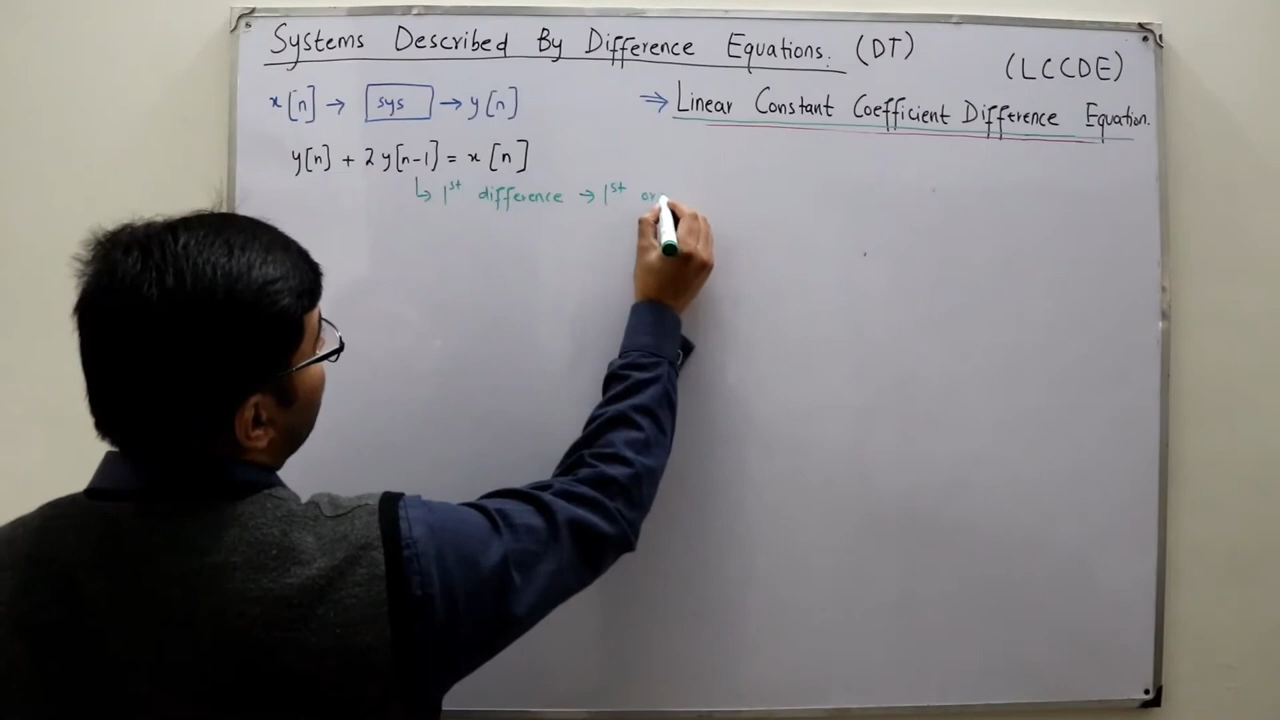 Systems Described By Difference Equations. (DT)
(LCCDE)
x[n] → sys → y[n]
⇒ Linear Constant Coefficient Difference Equation.
y[n] + 2y[n-1] = x[n]
↳ 1st difference → 1st